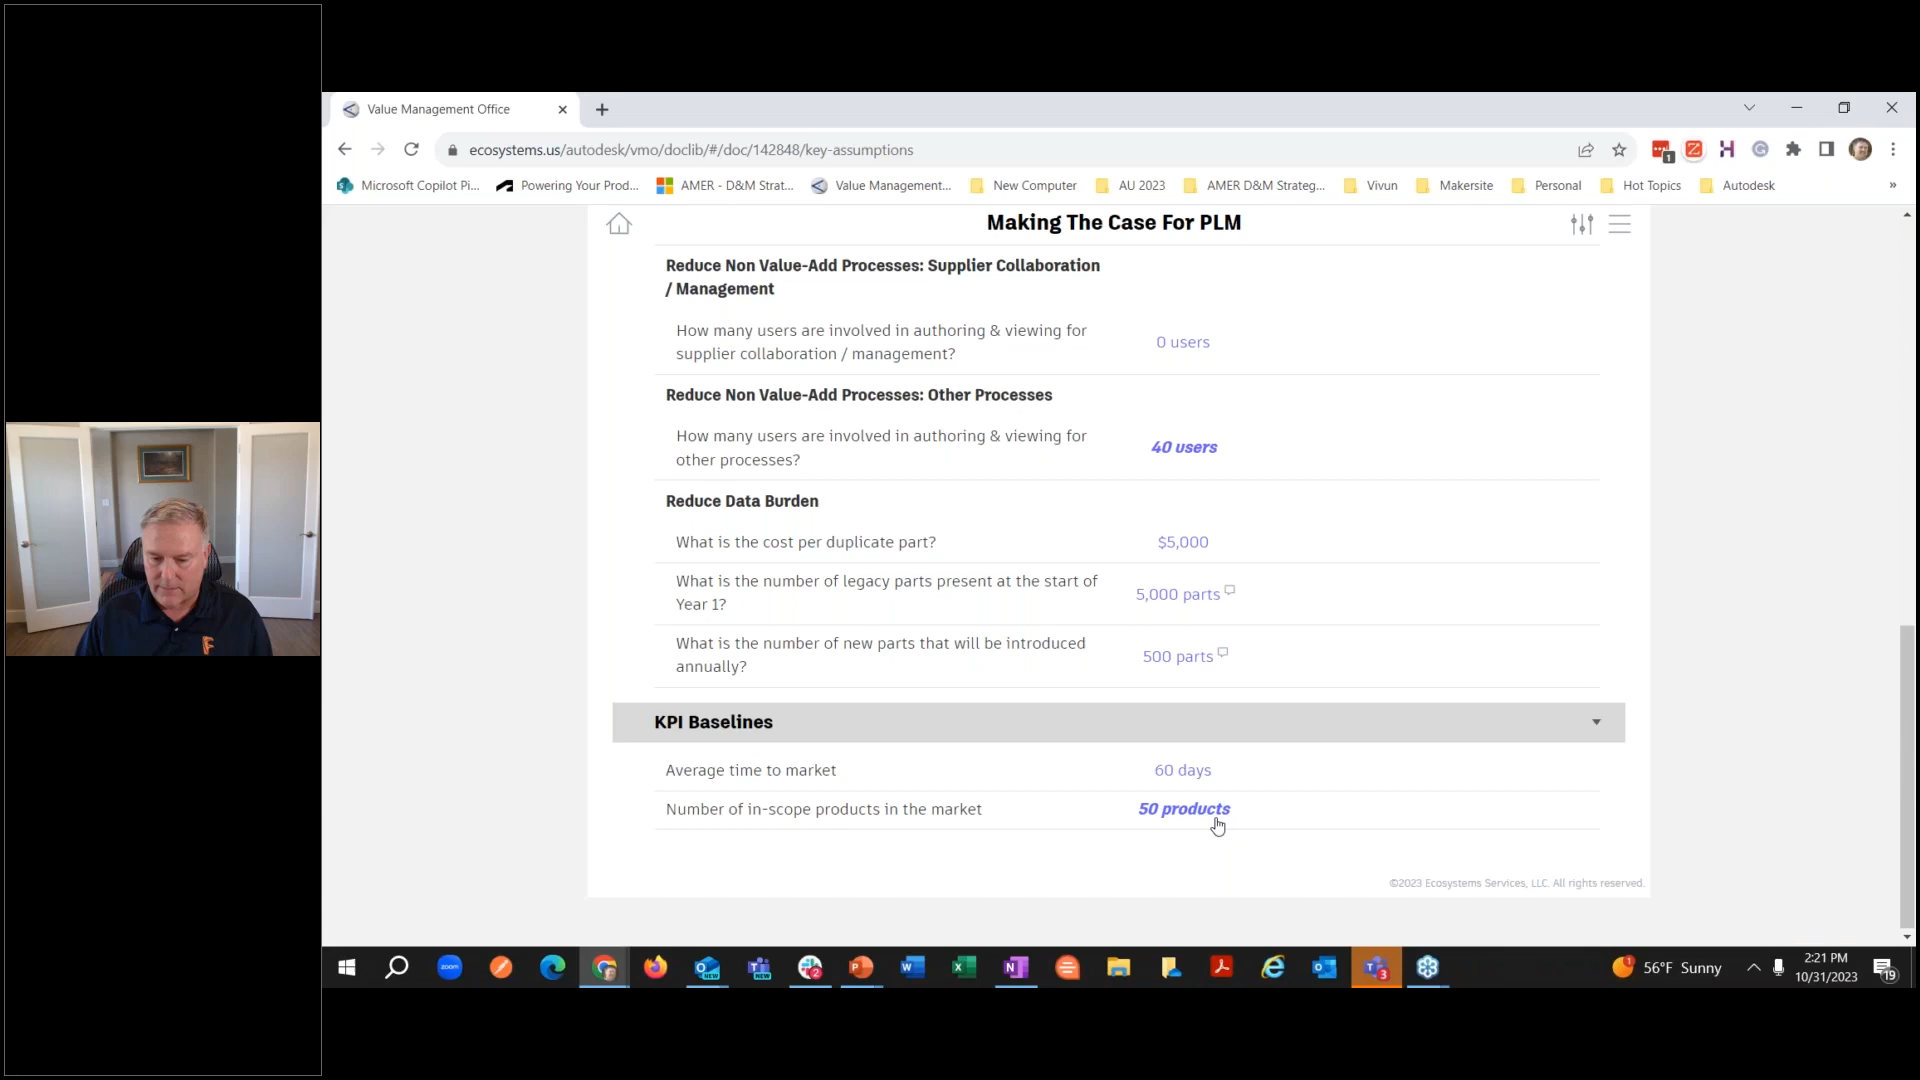 Value Management Office
ecosystems.us/autodesk/vmo/doclib/#/doc/142848/key-assumptions
1
Microsoft Copilot Pi...
Powering Your Prod...
AMER - D&M Strat...
Value Management...
New Computer
AU 2023
AMER D&M Strateg...
Vivun
Makersite
Personal
Hot Topics
Autodesk
»
Making The Case For PLM
Reduce Non Value-Add Processes: Supplier Collaboration
/ Management
How many users are involved in authoring & viewing for
supplier collaboration / management?
0 users
Reduce Non Value-Add Processes: Other Processes
How many users are involved in authoring & viewing for
other processes?
40 users
Reduce Data Burden
What is the cost per duplicate part?
$5,000
What is the number of legacy parts present at the start of
Year 1?
5,000 parts
What is the number of new parts that will be introduced
annually?
500 parts
KPI Baselines
Average time to market
60 days
Number of in-scope products in the market
50 products
©2023 Ecosystems Services, LLC. All rights reserved.
zoom
NEW
NEW
2
3
1
56°F Sunny
2:21 PM
10/31/2023
19